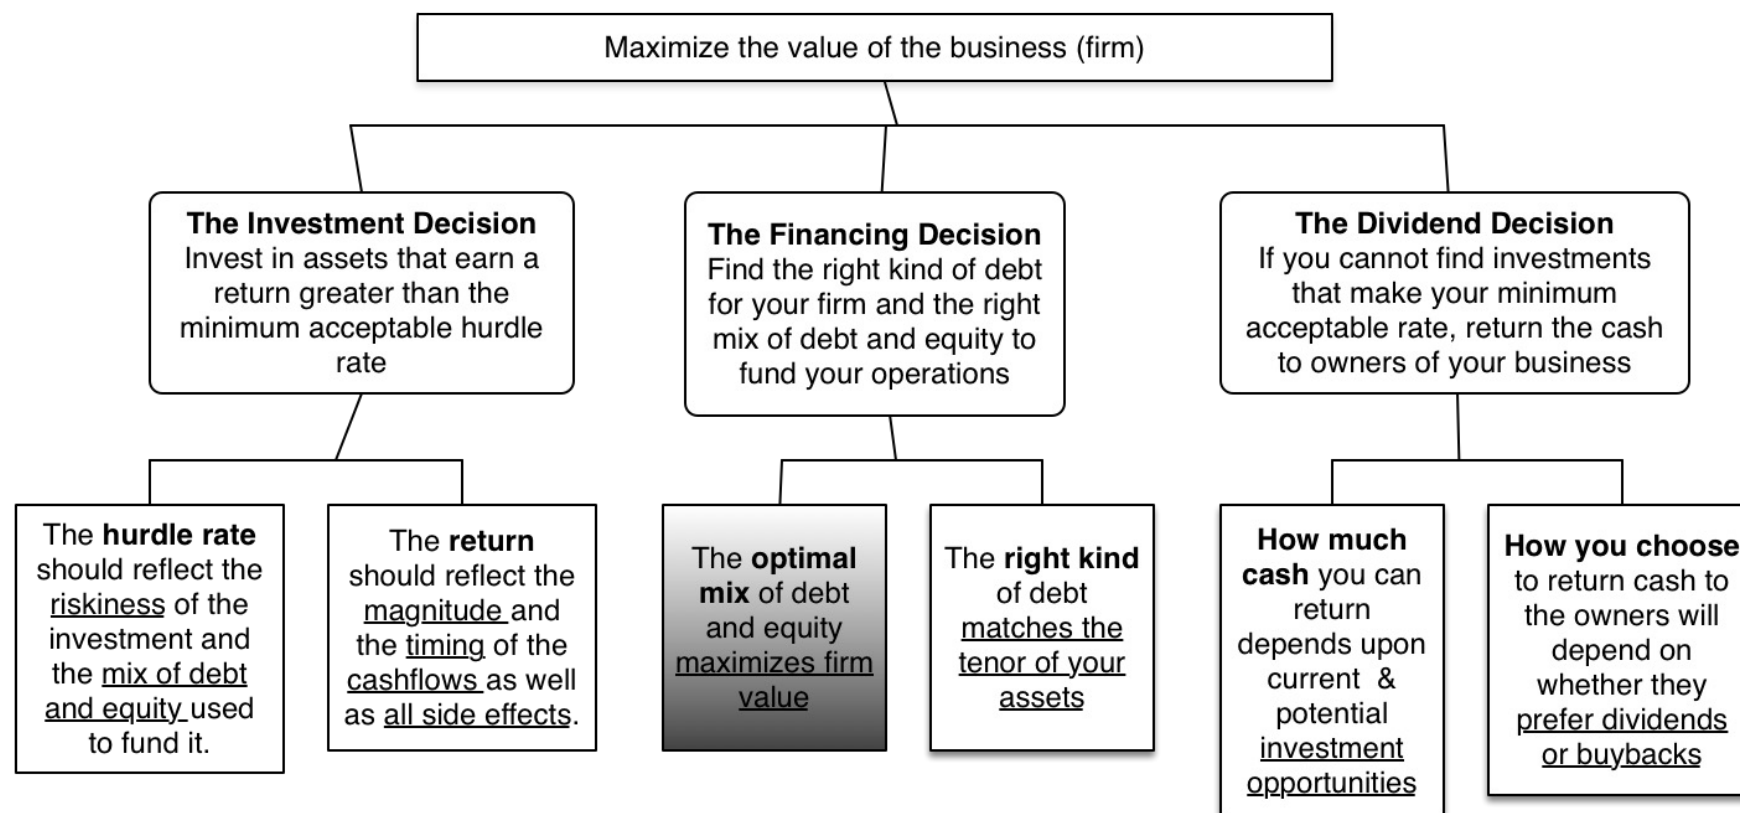 Maximize the value of the business (firm)
The Investment Decision
Invest in assets that earn a
return greater than the
minimum acceptable hurdle
rate
The Financing Decision
Find the right kind of debt
for your firm and the right
mix of debt and equity to
fund your operations
The Dividend Decision
If you cannot find investments
that make your minimum
acceptable rate, return the cash
to owners of your business
The hurdle rate
should reflect the
riskiness of the
investment and
the mix of debt
and equity used
to fund it.
The return
should reflect the
magnitude and
the timing of the
cashflows as well
as all side effects.
The optimal
mix of debt
and equity
maximizes firm
value
The right kind
of debt
matches the
tenor of your
assets
How much
cash you can
return
depends upon
current &
potential
investment
opportunities
How you choose
to return cash to
the owners will
depend on
whether they
prefer dividends
or buybacks